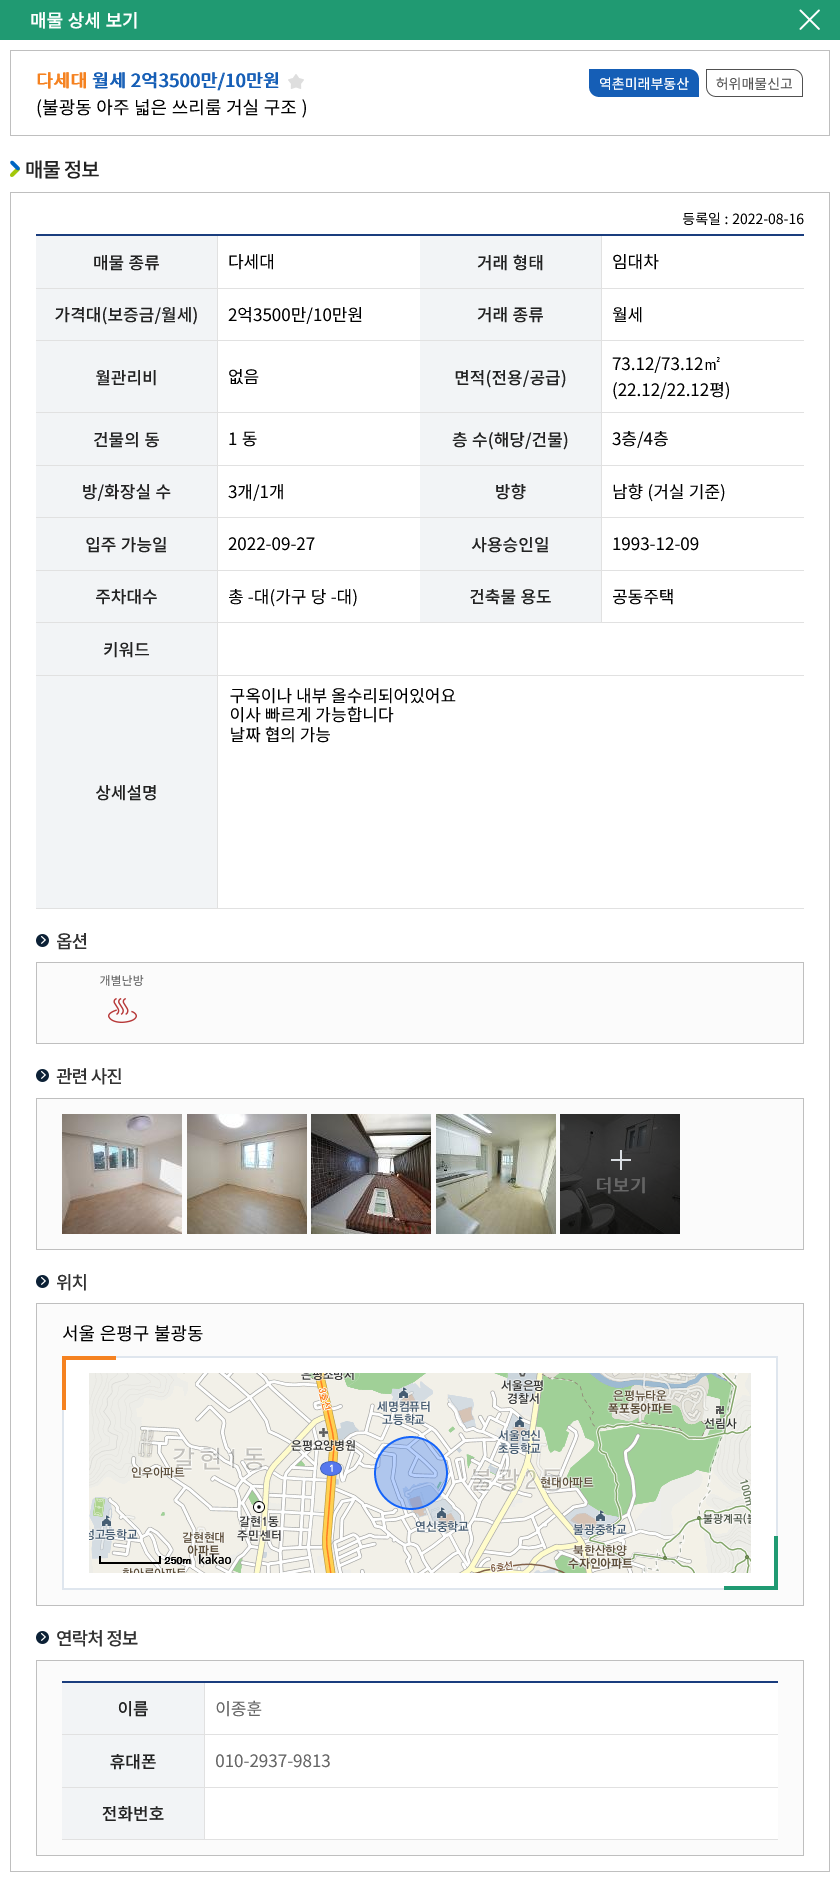 매물 상세 보기
다세대 월세 2억3500만/10만원
역촌미래부동산
허위매물신고
(불광동 아주 넓은 쓰리룸 거실 구조 )
매물 정보
등록일 : 2022-08-16
매물 종류 다세대 거래 형태 임대차
가격대(보증금/월세) 2억3500만/10만원 거래 종류 월세
월관리비 없음 면적(전용/공급) 73.12/73.12㎡
(22.12/22.12평)
건물의 동 1 동 층 수(해당/건물) 3층/4층
방/화장실 수 3개/1개 방향 남향 (거실 기준)
입주 가능일 2022-09-27 사용승인일 1993-12-09
주차대수 총 -대(가구 당 -대) 건축물 용도 공동주택
키워드
상세설명
구옥이나 내부 올수리되어있어요
이사 빠르게 가능합니다
날짜 협의 가능
옵션
개별난방
관련 사진
더보기
위치
서울 은평구 불광동
은평소방서
세명컴퓨터
고등학교
서울은평
경찰서
은평뉴타운
폭포동아파트
선림사
서울연신
초등학교
은평요양병원
갈현1동
인우아파트
1
불광2동
현대아파트
100m
갈현1동
주민센터
연신중학교
불광중학교
불광계곡
성고등학교
갈현현대
아파트
북한산한양
수자인아파트
6호선
250m kakao
연락처 정보
이름 이종훈
휴대폰 010-2937-9813
전화번호